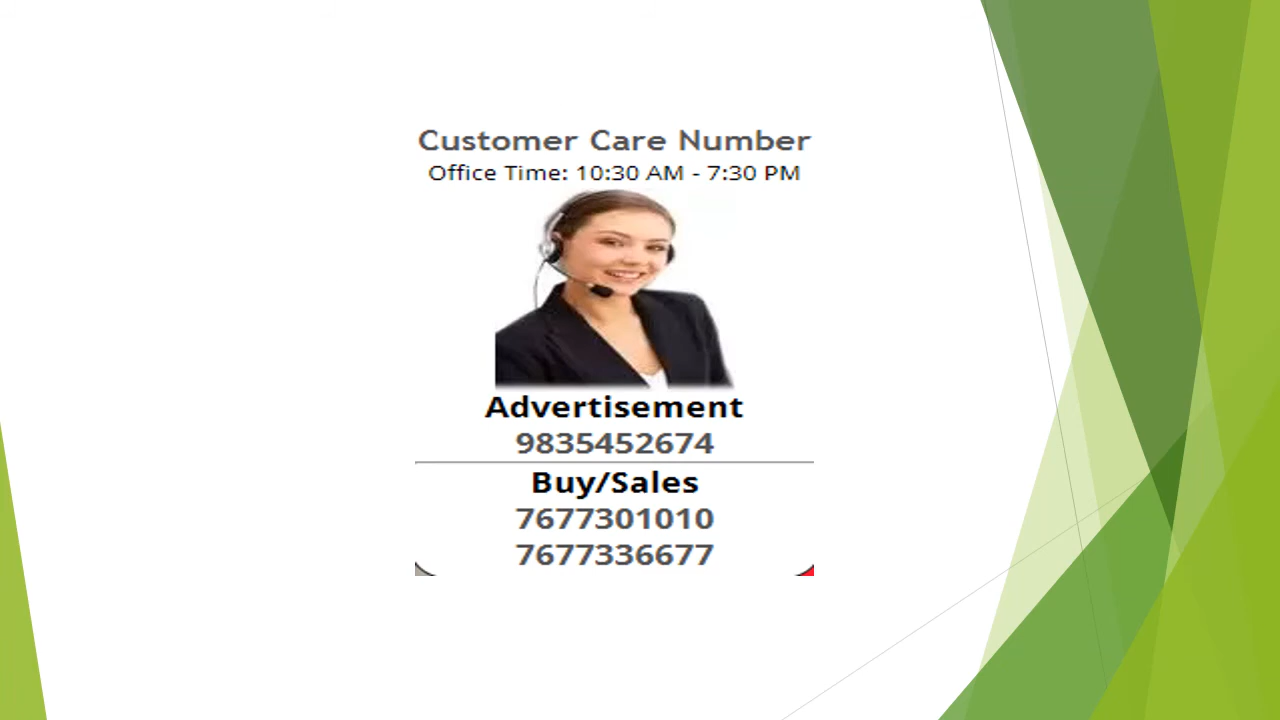 Customer Care Number
Office Time: 10:30 AM - 7:30 PM
Advertisement
9835452674
Buy/Sales
7677301010
7677336677